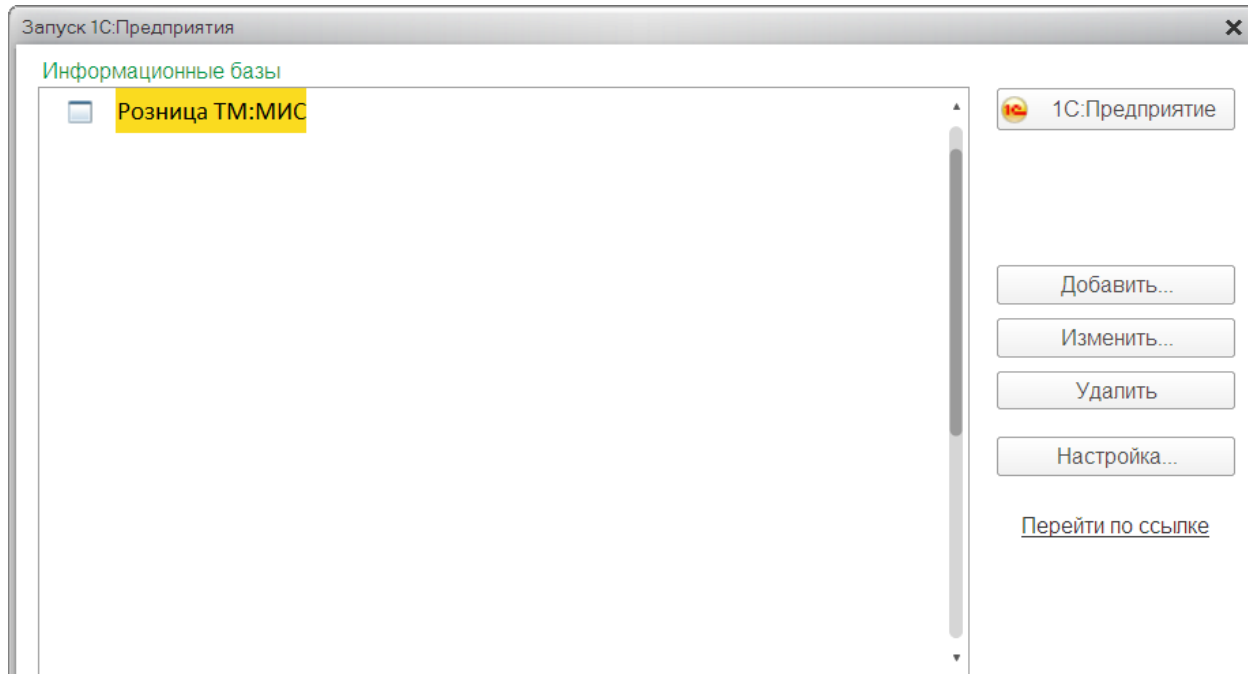 Запуск 1С:Предприятия
Информационные базы
Розница ТМ:МИС
1С:Предприятие
Добавить...
Изменить...
Удалить
Настройка...
Перейти по ссылке